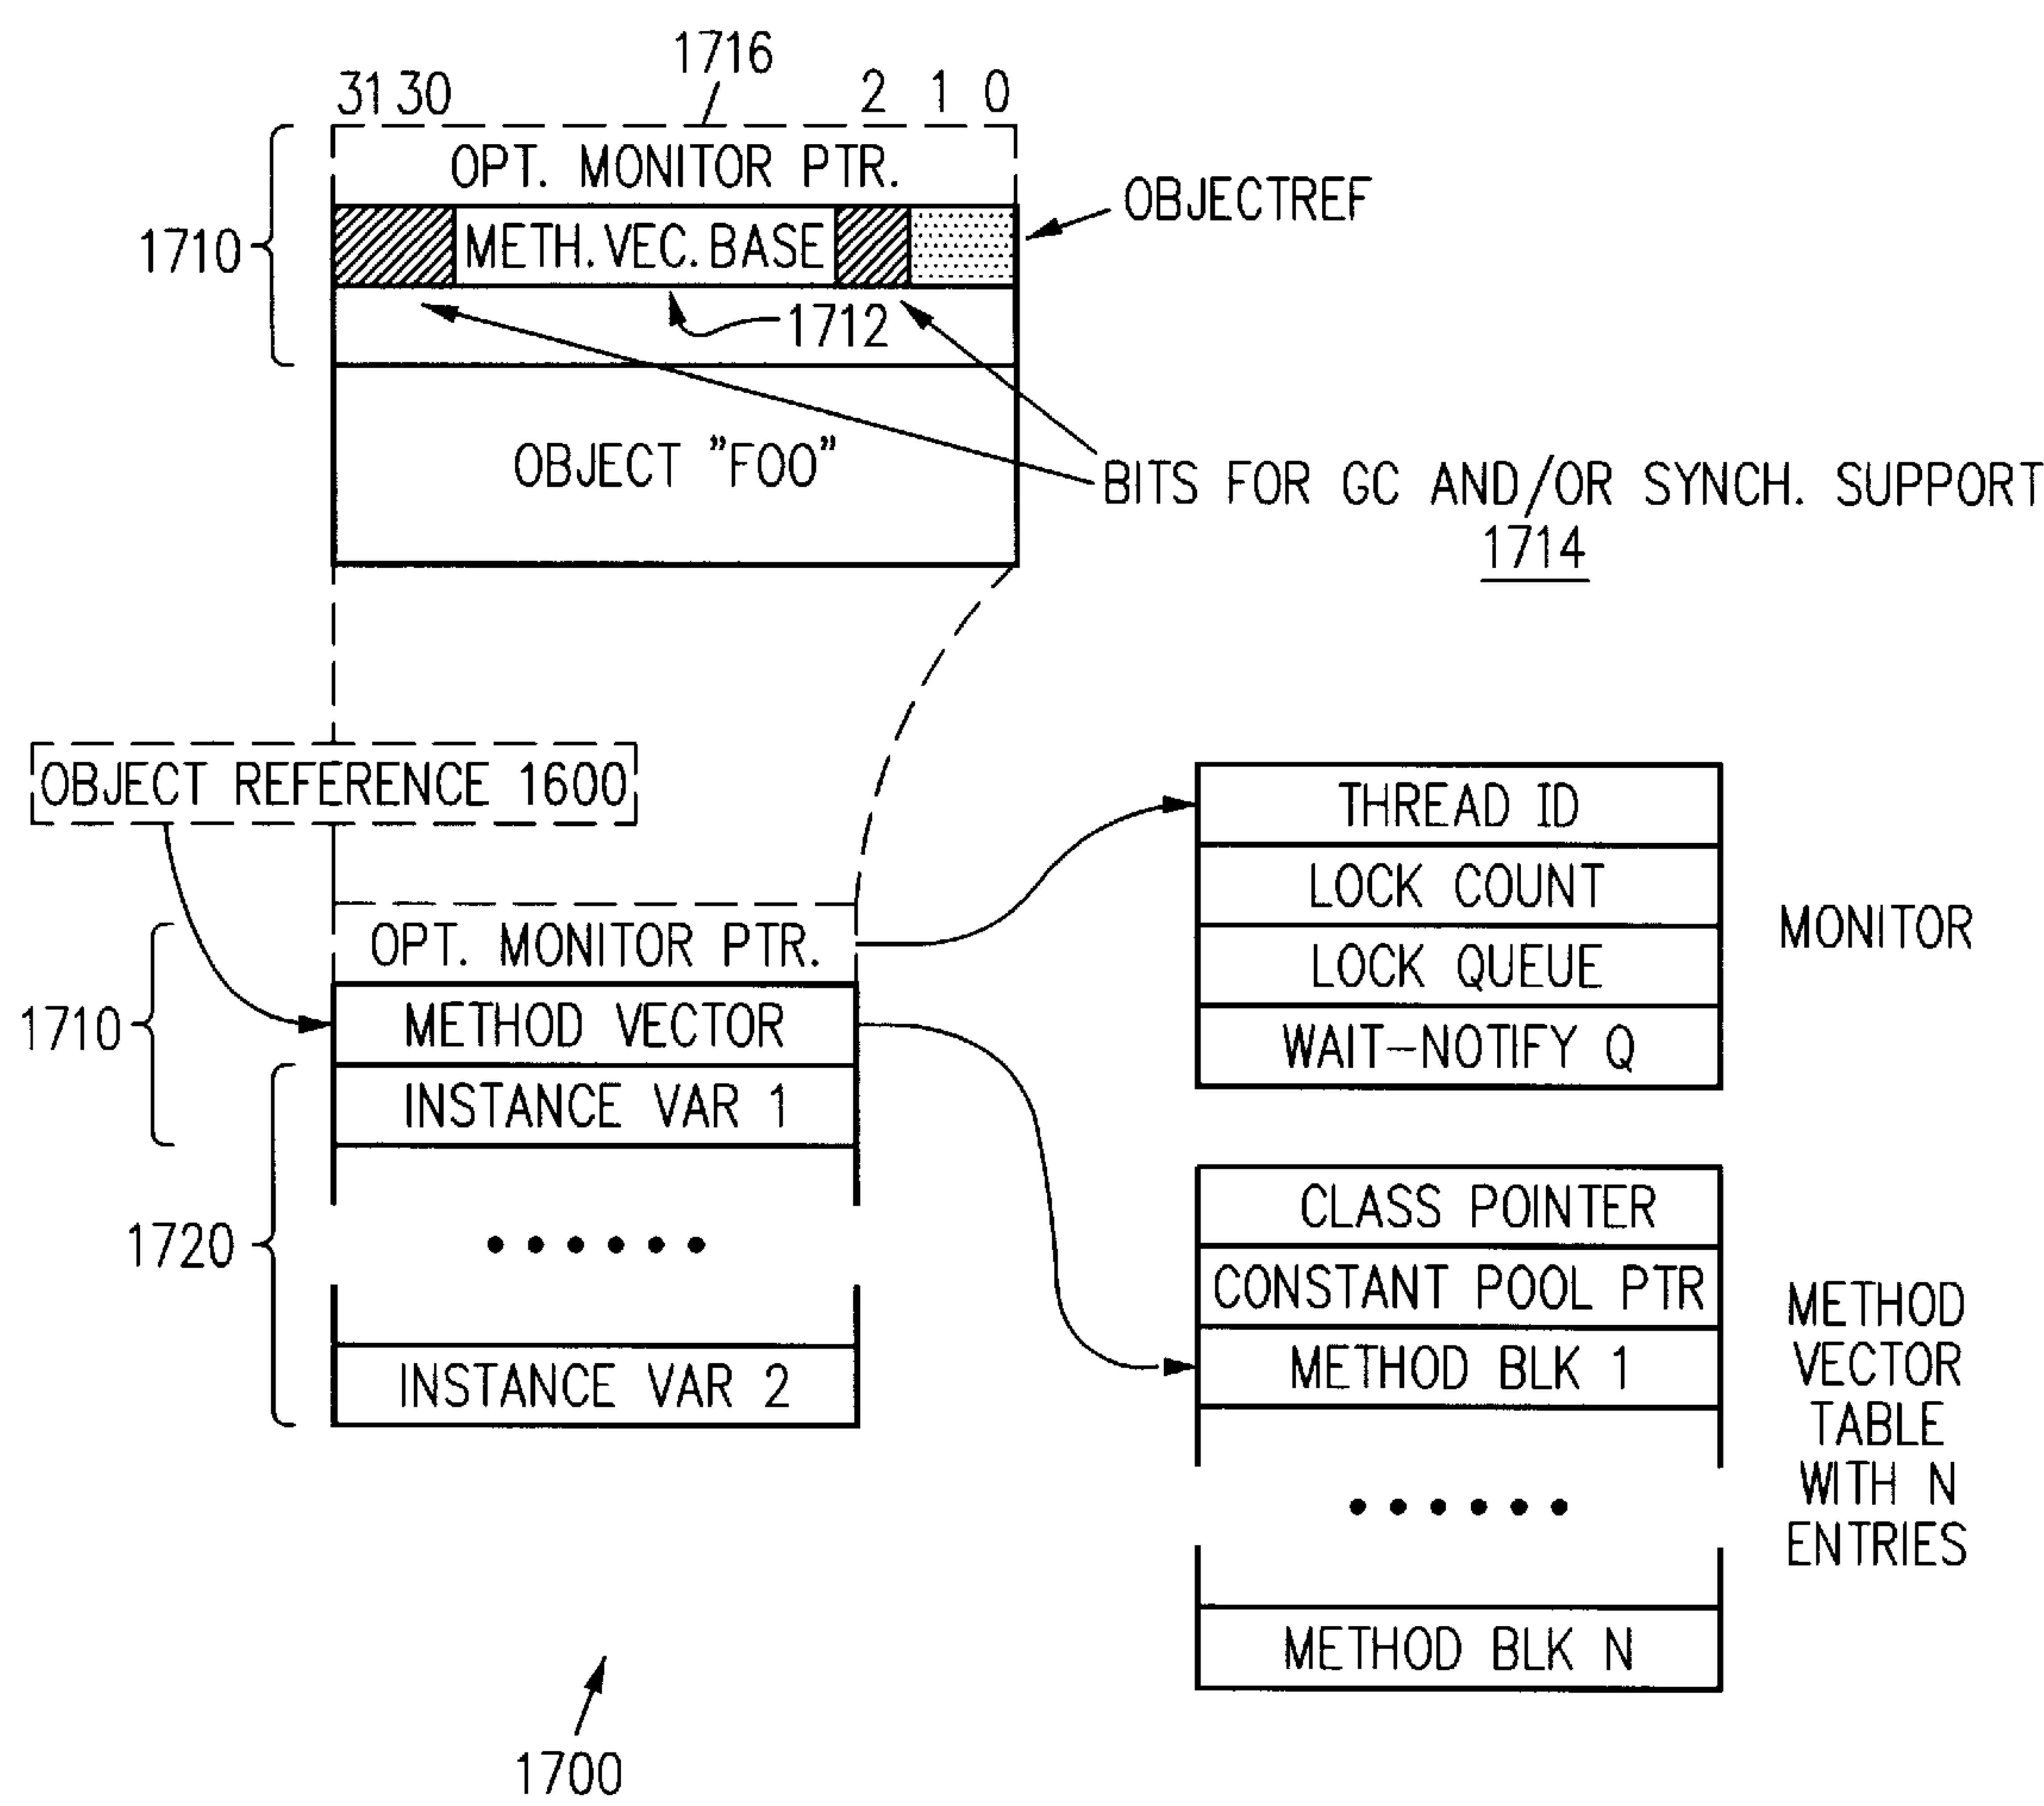 1716
31 30 2 1 0
OPT. MONITOR PTR.
OBJECTREF
1710
METH.VEC.BASE
1712
OBJECT "FOO"
BITS FOR GC AND/OR SYNCH. SUPPORT
1714
OBJECT REFERENCE 1600
THREAD ID
LOCK COUNT
LOCK QUEUE
WAIT-NOTIFY Q
MONITOR
OPT. MONITOR PTR.
METHOD VECTOR
1710
INSTANCE VAR 1
1720
INSTANCE VAR 2
CLASS POINTER
CONSTANT POOL PTR
METHOD BLK 1
METHOD BLK N
METHOD
VECTOR
TABLE
WITH N
ENTRIES
1700